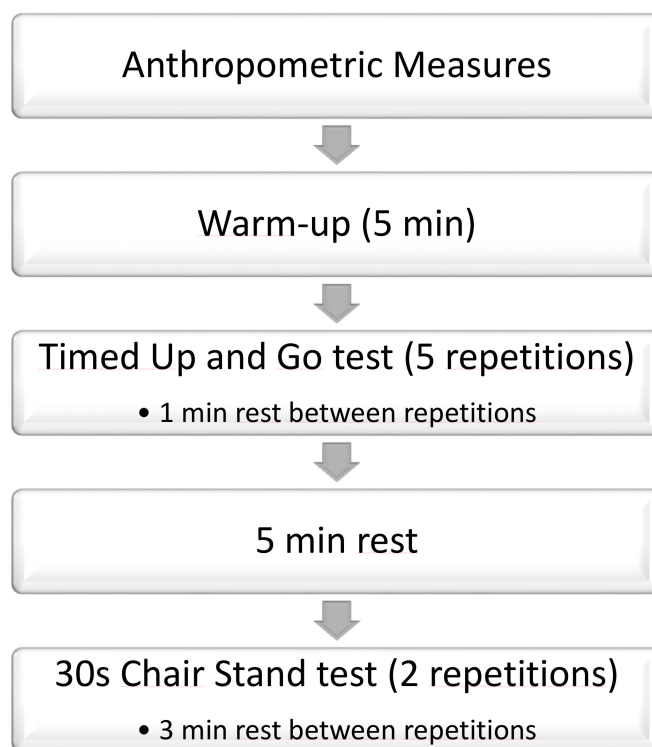 Anthropometric Measures
Warm-up (5 min)
Timed Up and Go test (5 repetitions)
• 1 min rest between repetitions
5 min rest
30s Chair Stand test (2 repetitions)
• 3 min rest between repetitions